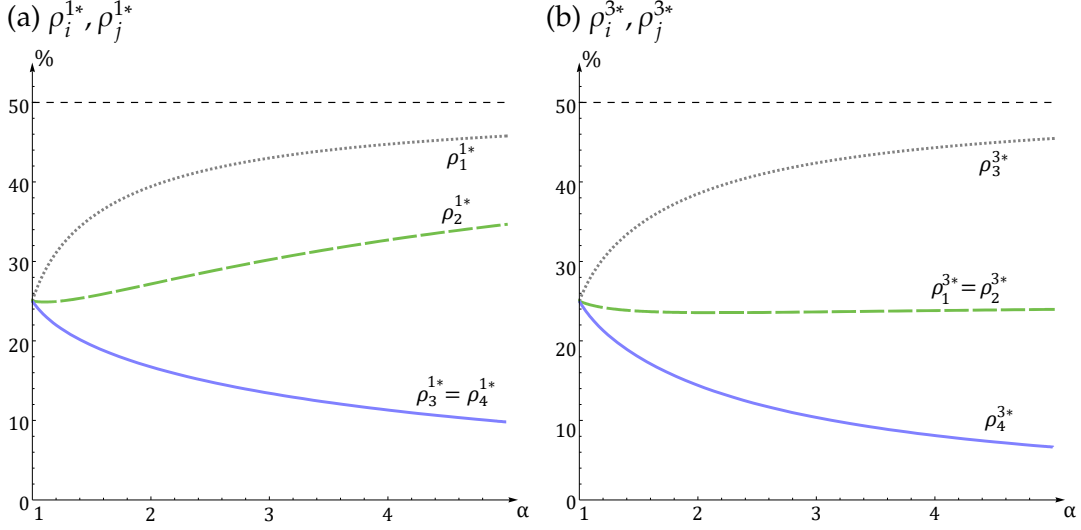 (a) ρ_i^{1*}, ρ_j^{1*}
%
50
40
30
20
10
0
1
2
3
4
α
ρ_1^{1*}
ρ_2^{1*}
ρ_3^{1*} = ρ_4^{1*}
(b) ρ_i^{3*}, ρ_j^{3*}
%
50
40
30
20
10
0
1
2
3
4
α
ρ_3^{3*}
ρ_1^{3*} = ρ_2^{3*}
ρ_4^{3*}